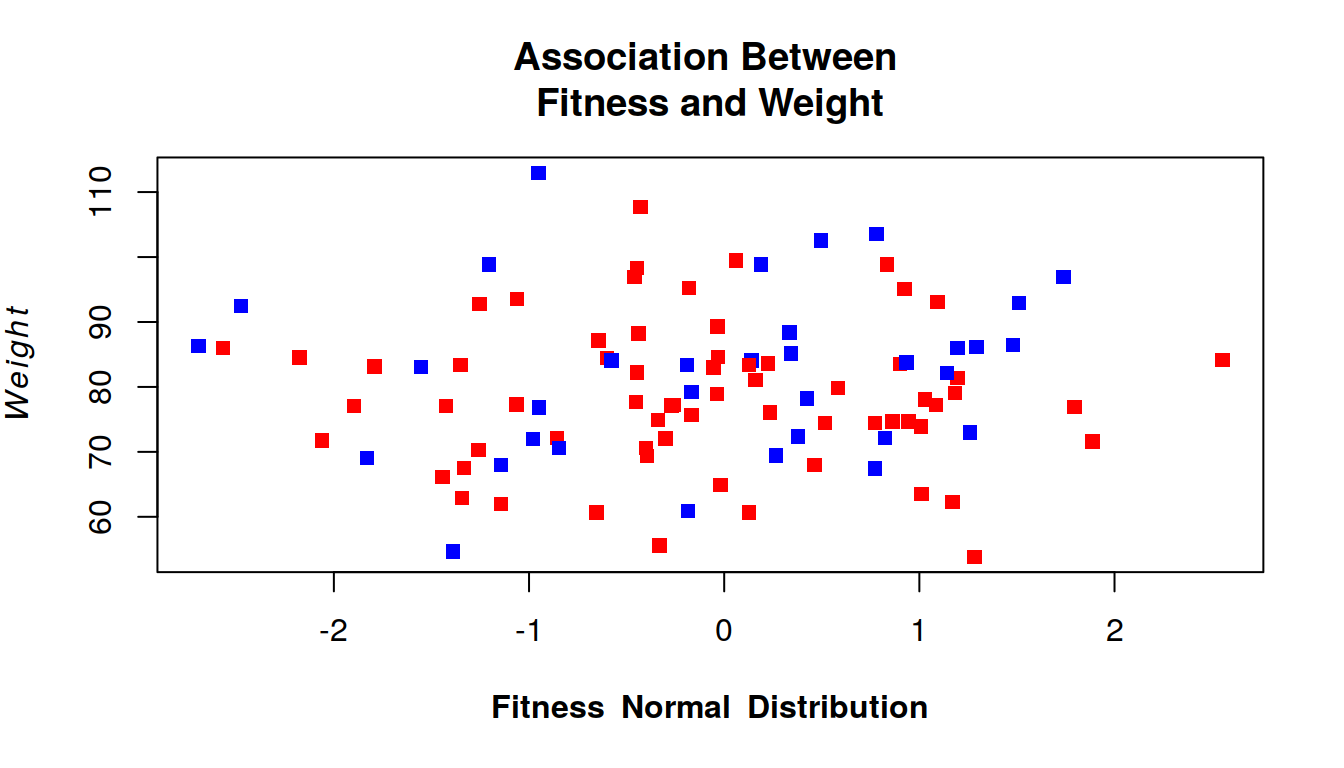 Association Between
Fitness and Weight
Weight
110
90
80
70
60
-2 -1 0 1 2
Fitness Normal Distribution